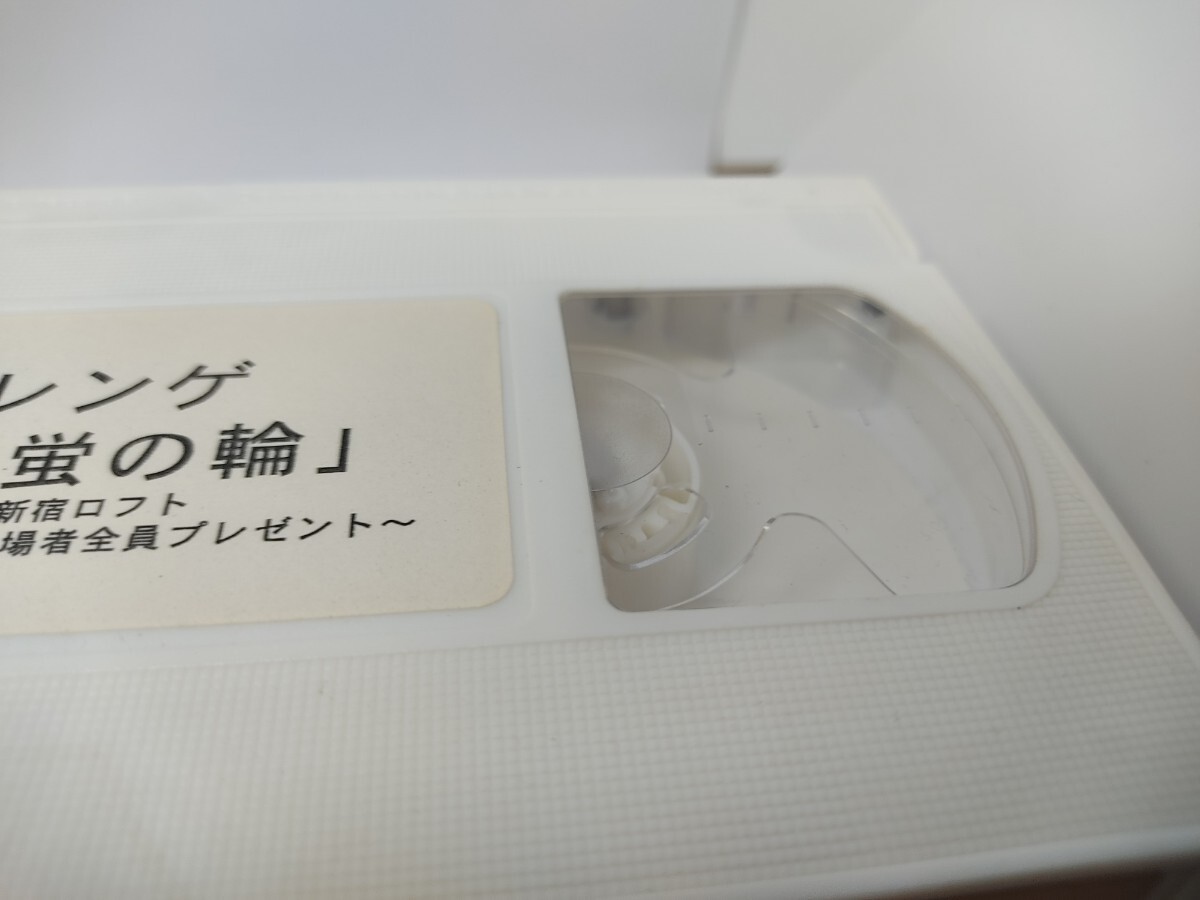 レンゲ
蛍の輪」
新宿ロフト
場者全員プレゼント〜